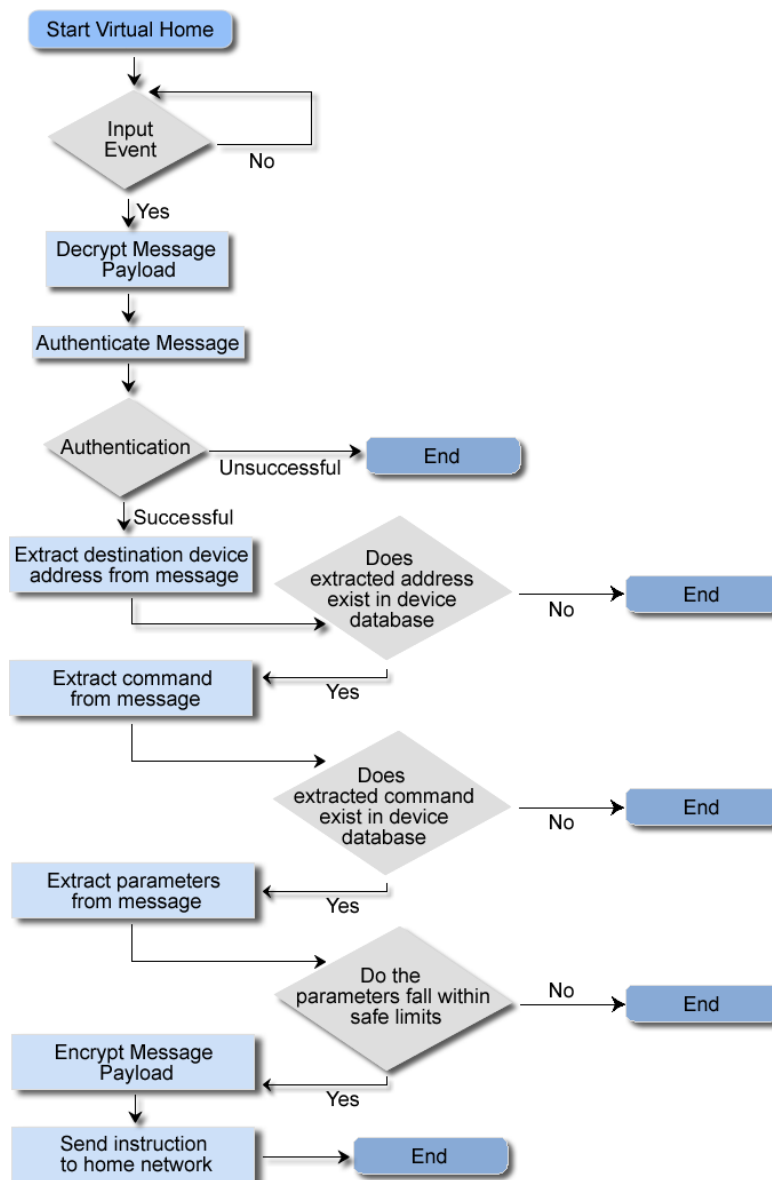 Start Virtual Home
Input
Event
No
Yes
Decrypt Message
Payload
Authenticate Message
Authentication
Unsuccessful
End
Successful
Extract destination device
address from message
Does
extracted address
exist in device
database
No
End
Yes
Extract command
from message
Does
extracted command
exist in device
database
No
End
Yes
Extract parameters
from message
Do the
parameters fall within
safe limits
No
End
Yes
Encrypt Message
Payload
Send instruction
to home network
End